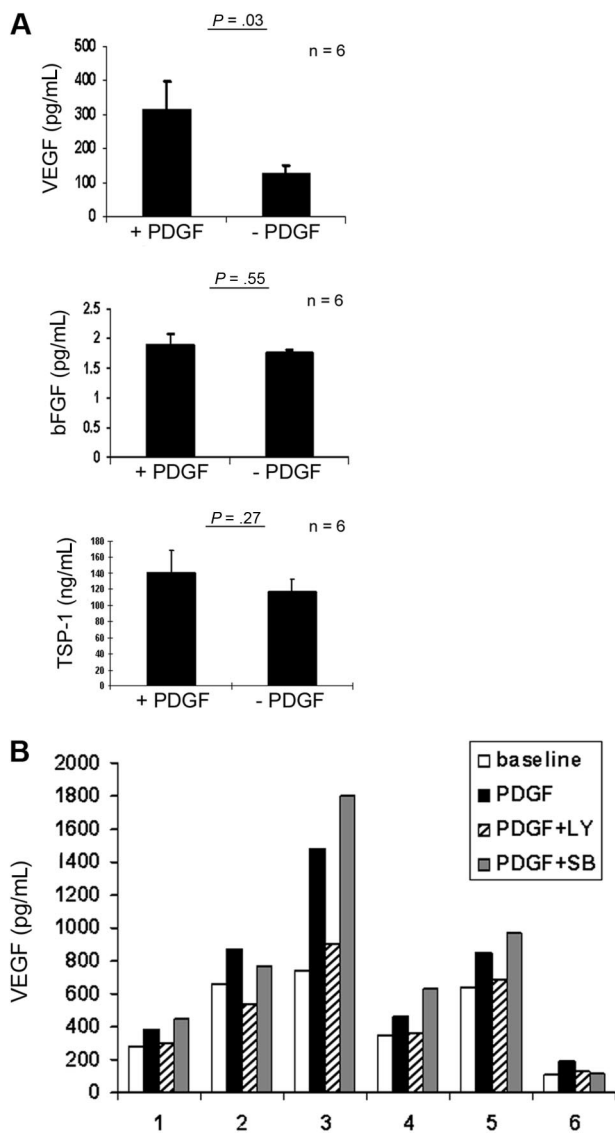 A
P = .03
n = 6
VEGF (pg/mL)
500
400
300
200
100
0
+ PDGF - PDGF
P = .55
n = 6
bFGF (pg/mL)
2.5
2
1.5
1
0.5
0
+ PDGF - PDGF
P = .27
n = 6
TSP-1 (ng/mL)
180
160
140
120
100
80
60
40
20
0
+ PDGF - PDGF
B
VEGF (pg/mL)
2000
1800
1600
1400
1200
1000
800
600
400
200
0
baseline
PDGF
PDGF+LY
PDGF+SB
1 2 3 4 5 6